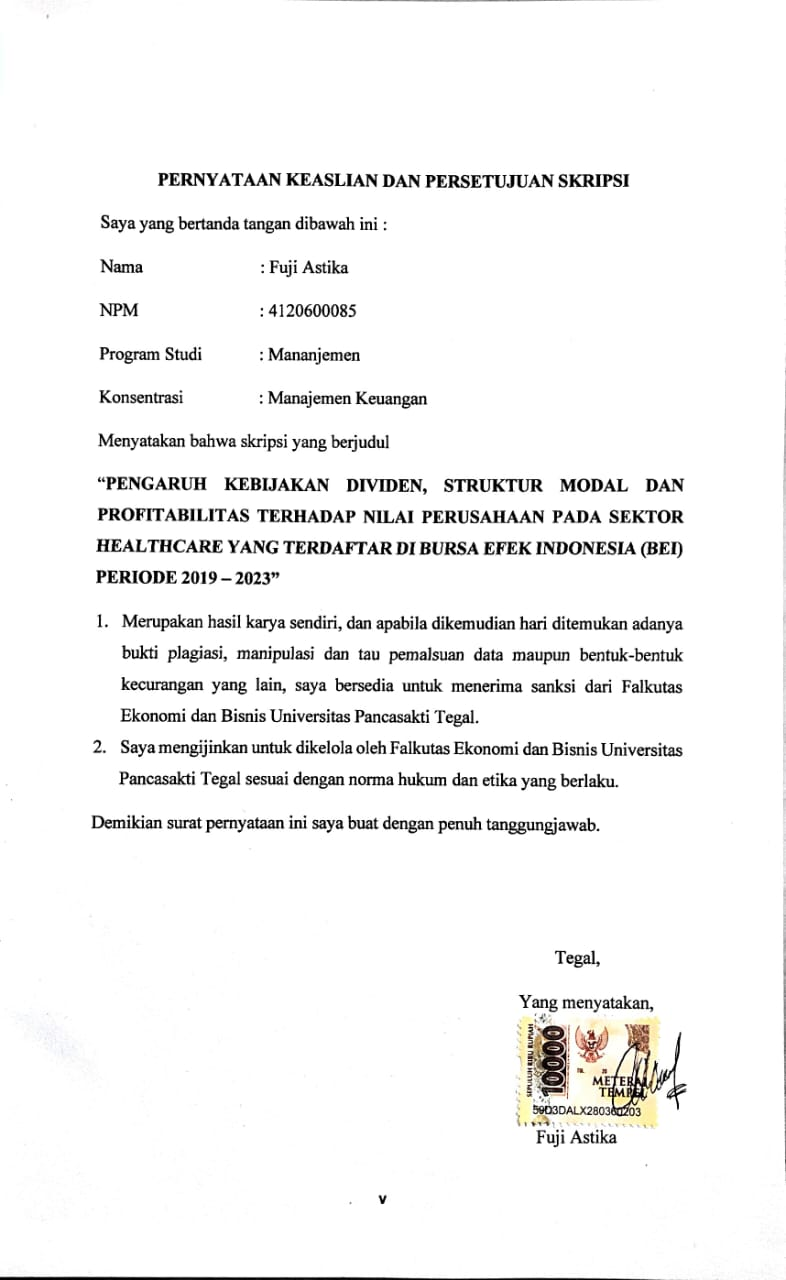 PERNYATAAN KEASLIAN DAN PERSETUJUAN SKRIPSI
Saya yang bertanda tangan dibawah ini :
Nama : Fuji Astika
NPM : 4120600085
Program Studi : Mananjemen
Konsentrasi : Manajemen Keuangan
Menyatakan bahwa skripsi yang berjudul
“PENGARUH KEBIJAKAN DIVIDEN, STRUKTUR MODAL DAN
PROFITABILITAS TERHADAP NILAI PERUSAHAAN PADA SEKTOR
HEALTHCARE YANG TERDAFTAR DI BURSA EFEK INDONESIA (BEI)
PERIODE 2019 – 2023”
1. Merupakan hasil karya sendiri, dan apabila dikemudian hari ditemukan adanya
bukti plagiasi, manipulasi dan tau pemalsuan data maupun bentuk-bentuk
kecurangan yang lain, saya bersedia untuk menerima sanksi dari Falkutas
Ekonomi dan Bisnis Universitas Pancasakti Tegal.
2. Saya mengijinkan untuk dikelola oleh Falkutas Ekonomi dan Bisnis Universitas
Pancasakti Tegal sesuai dengan norma hukum dan etika yang berlaku.
Demikian surat pernyataan ini saya buat dengan penuh tanggungjawab.
Tegal,
Yang menyatakan,
SEPULUH RIBU RUPIAH
10000
TGL. 20
METERAI
TEMPEL
59D3DALX280360203
Fuji Astika
v